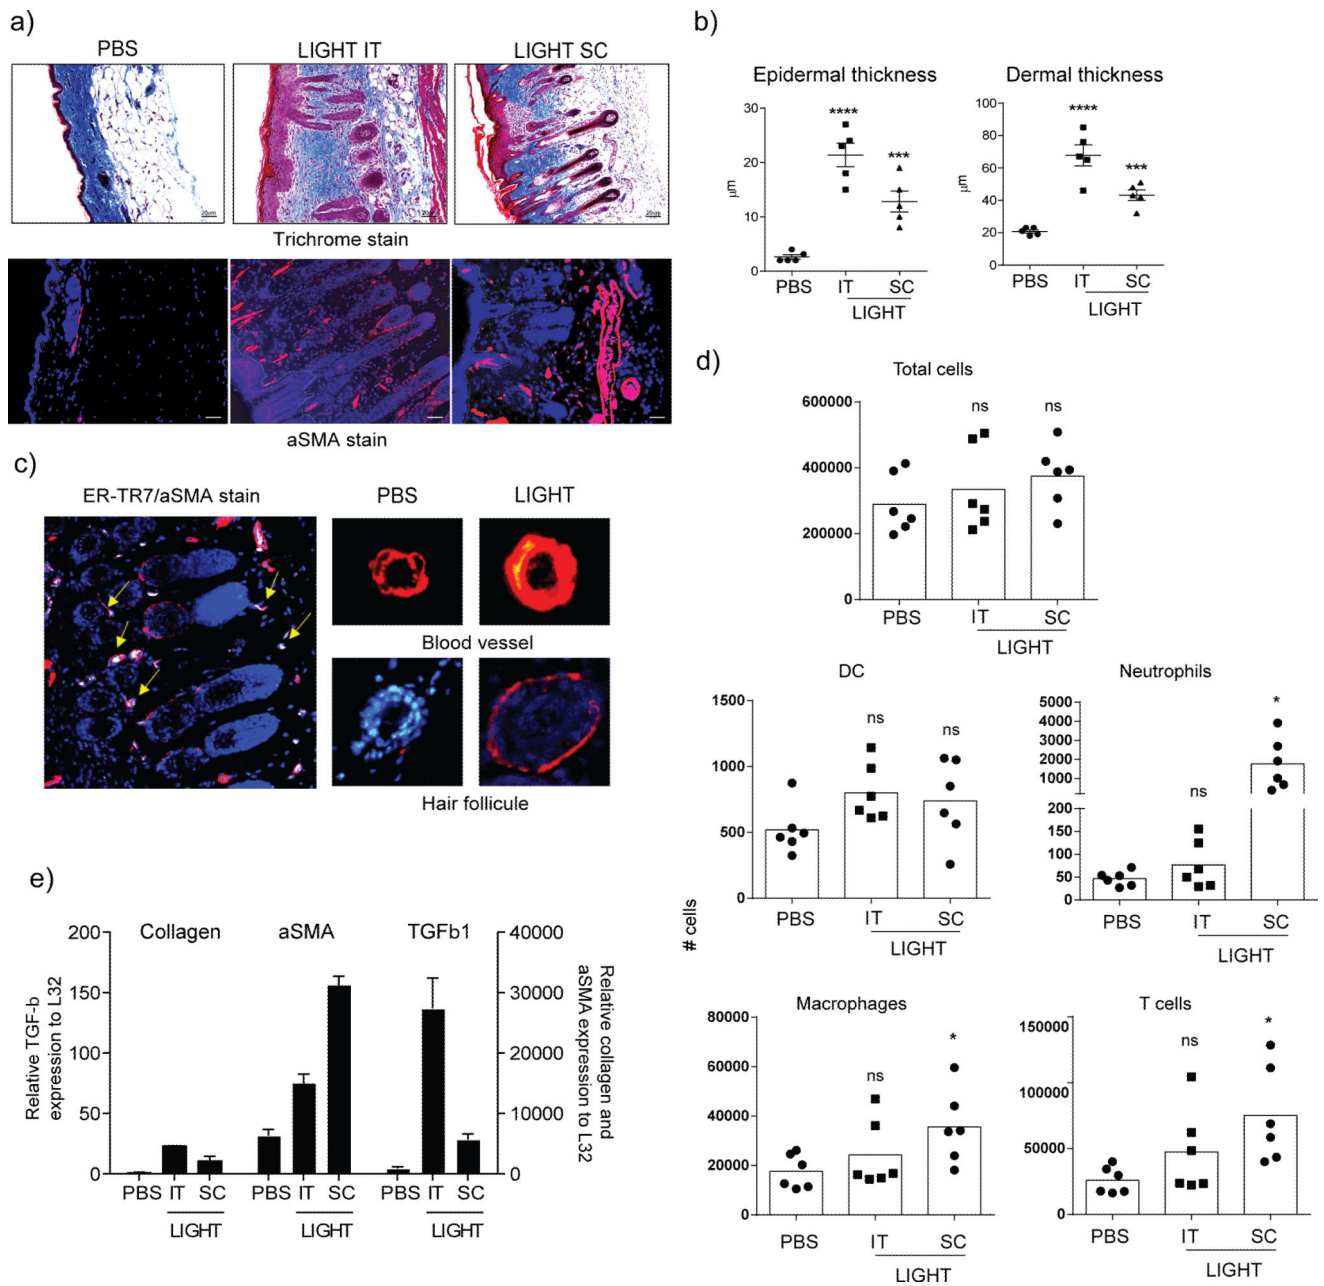 a)
PBS
LIGHT IT
LIGHT SC
20um
Trichrome stain
aSMA stain
b)
Epidermal thickness
30
20
10
0
µm
****
***
PBS
IT
SC
LIGHT
Dermal thickness
100
80
60
40
20
0
µm
****
***
PBS
IT
SC
LIGHT
c)
ER-TR7/aSMA stain
PBS
LIGHT
Blood vessel
Hair follicule
d)
# cells
Total cells
600000
400000
200000
0
ns
ns
PBS
IT
SC
LIGHT
DC
1500
1000
500
0
ns
ns
PBS
IT
SC
LIGHT
Neutrophils
5000
4000
3000
2000
1000
200
150
100
50
0
ns
*
PBS
IT
SC
LIGHT
Macrophages
80000
60000
40000
20000
0
ns
*
PBS
IT
SC
LIGHT
T cells
150000
100000
50000
0
ns
*
PBS
IT
SC
LIGHT
e)
Relative TGF-b
expression to L32
200
150
100
50
0
Collagen
aSMA
TGFb1
40000
30000
20000
10000
0
Relative collagen and
aSMA expression to L32
PBS IT SC
LIGHT
PBS IT SC
LIGHT
PBS IT SC
LIGHT